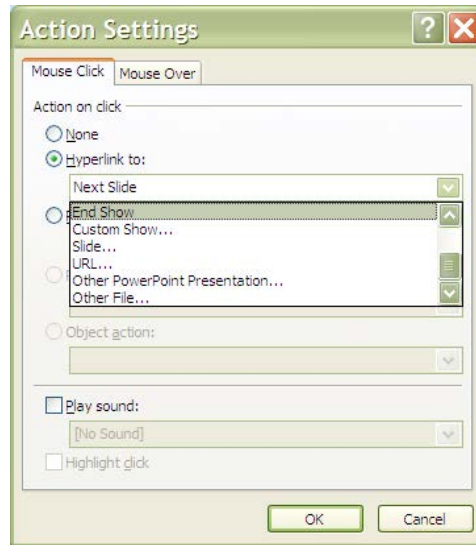 Action Settings
Mouse Click Mouse Over
Action on click
None
Hyperlink to:
Next Slide
End Show
Custom Show...
Slide...
URL...
Other PowerPoint Presentation...
Other File...
Object action:
Play sound:
[No Sound]
Highlight click
OK Cancel